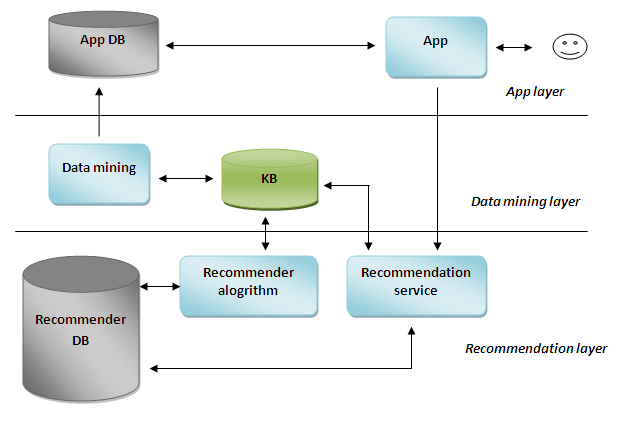 App DB
App
App layer
Data mining
KB
Data mining layer
Recommender
alogrithm
Recommendation
service
Recommender
DB
Recommendation layer